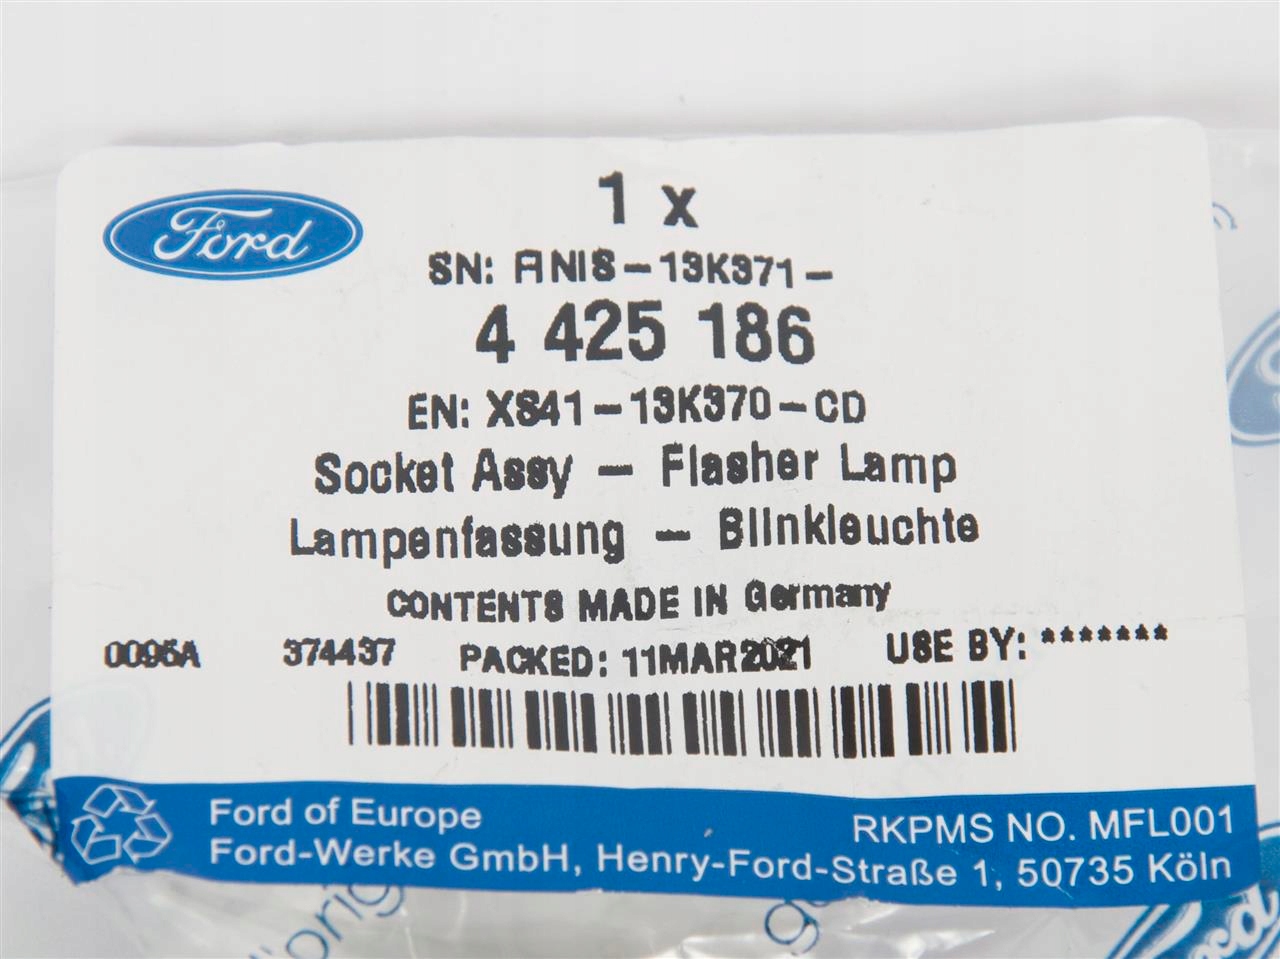 Ford
1 x
SN: ANIS-13K371-
4 425 186
EN: XS41-13K370-CD
Socket Assy - Flasher Lamp
Lampenfassung - Blinkleuchte
CONTENTS MADE IN Germany
0095A 374437 PACKED: 11MAR2021 USE BY: *******
Ford of Europe
RKPMS NO. MFL001
Ford-Werke GmbH, Henry-Ford-Straße 1, 50735 Köln